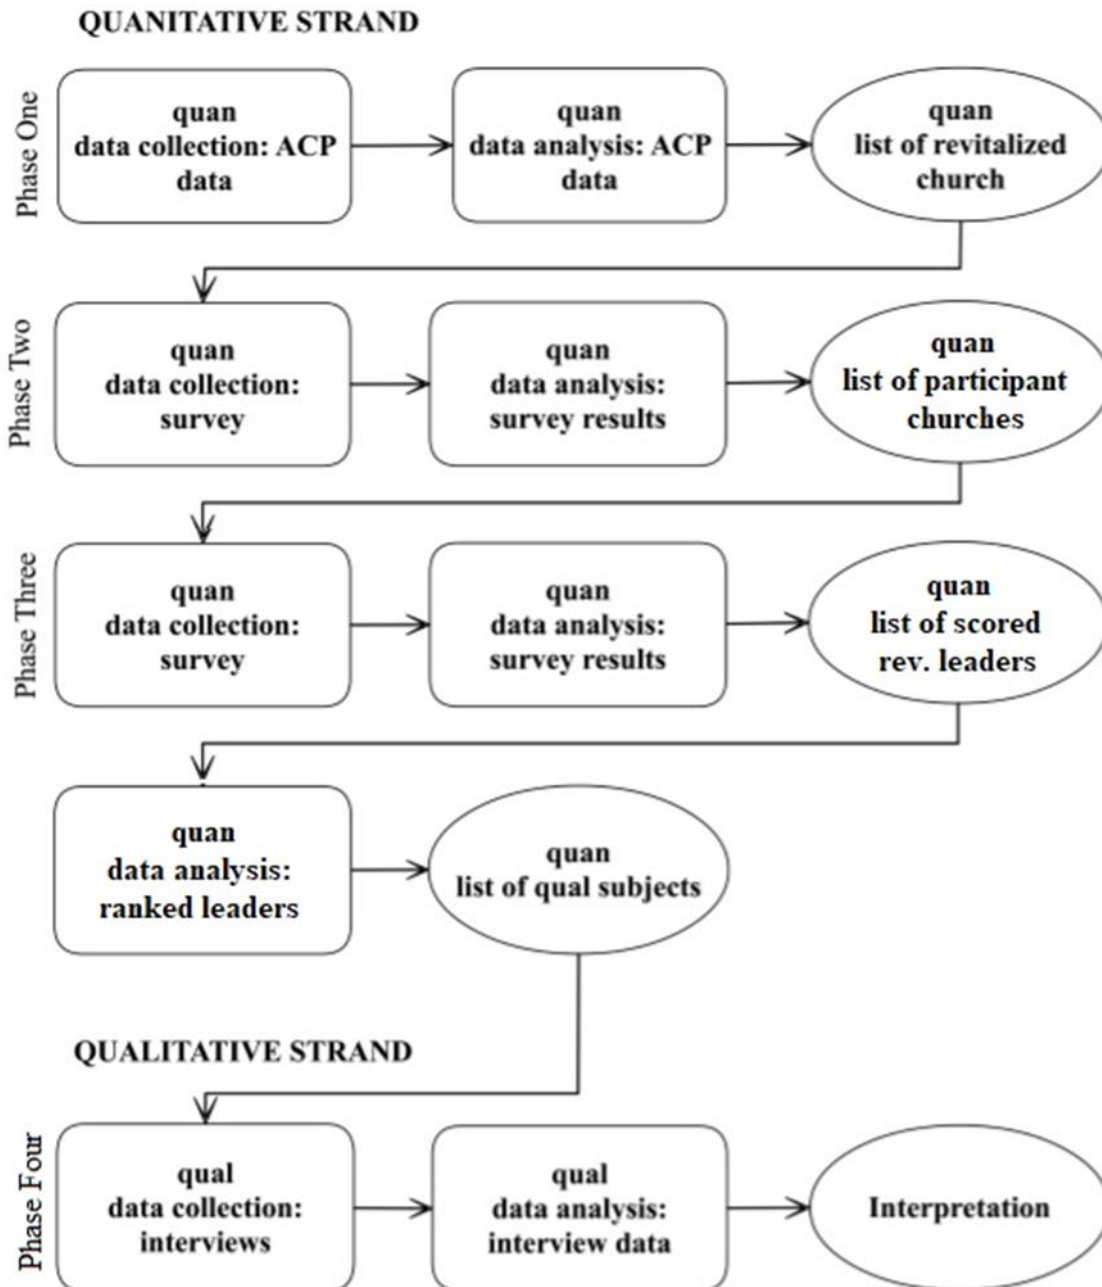 QUANITATIVE STRAND
Phase One
quan
data collection: ACP
data
quan
data analysis: ACP
data
quan
list of revitalized
church
Phase Two
quan
data collection:
survey
quan
data analysis:
survey results
quan
list of participant
churches
Phase Three
quan
data collection:
survey
quan
data analysis:
survey results
quan
list of scored
rev. leaders
quan
data analysis:
ranked leaders
quan
list of qual subjects
QUALITATIVE STRAND
Phase Four
qual
data collection:
interviews
qual
data analysis:
interview data
Interpretation